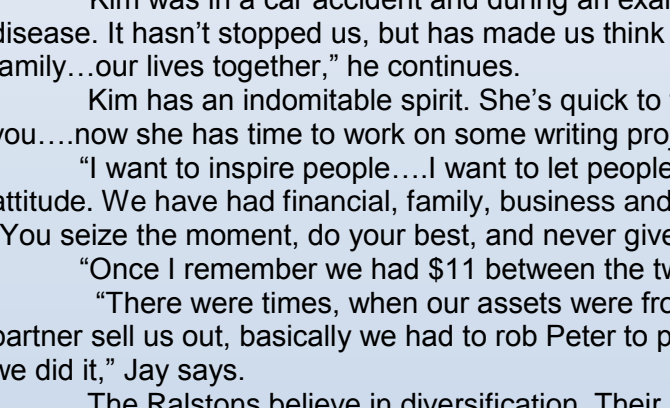 Kim was in a car accident and during an exa
disease. It hasn’t stopped us, but has made us think
amily…our lives together,” he continues.
Kim has an indomitable spirit. She’s quick to
you….now she has time to work on some writing proj
“I want to inspire people….I want to let people
attitude. We have had financial, family, business and
You seize the moment, do your best, and never give
“Once I remember we had $11 between the tw
“There were times, when our assets were fro
partner sell us out, basically we had to rob Peter to p
we did it,” Jay says.
The Ralstons believe in diversification. Their